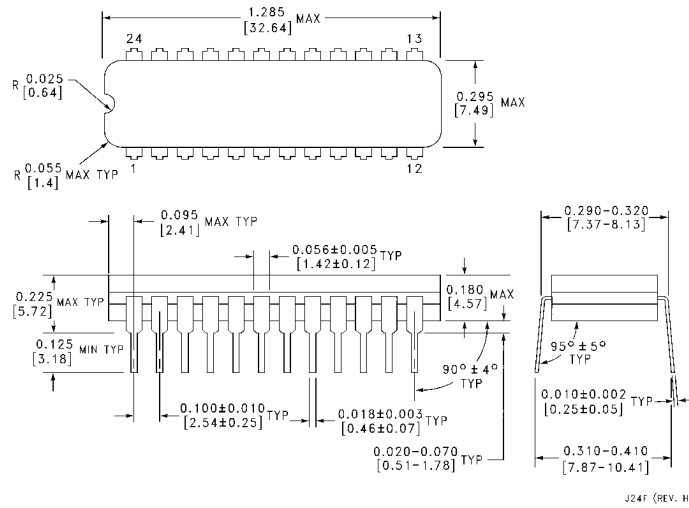 1.285
[32.64] MAX
24
13
R 0.025
[0.64]
0.295
[7.49] MAX
R 0.055
[1.4] MAX TYP
1
12
0.095
[2.41] MAX TYP
0.290-0.320
[7.37-8.13]
0.056±0.005
[1.42±0.12] TYP
0.225
[5.72] MAX TYP
0.180
[4.57] MAX
0.125
[3.18] MIN TYP
95° ± 5°
TYP
90° ± 4°
TYP
0.010±0.002
[0.25±0.05] TYP
0.100±0.010
[2.54±0.25] TYP
0.018±0.003
[0.46±0.07] TYP
0.020-0.070
[0.51-1.78] TYP
0.310-0.410
[7.87-10.41]
J24F (REV. H